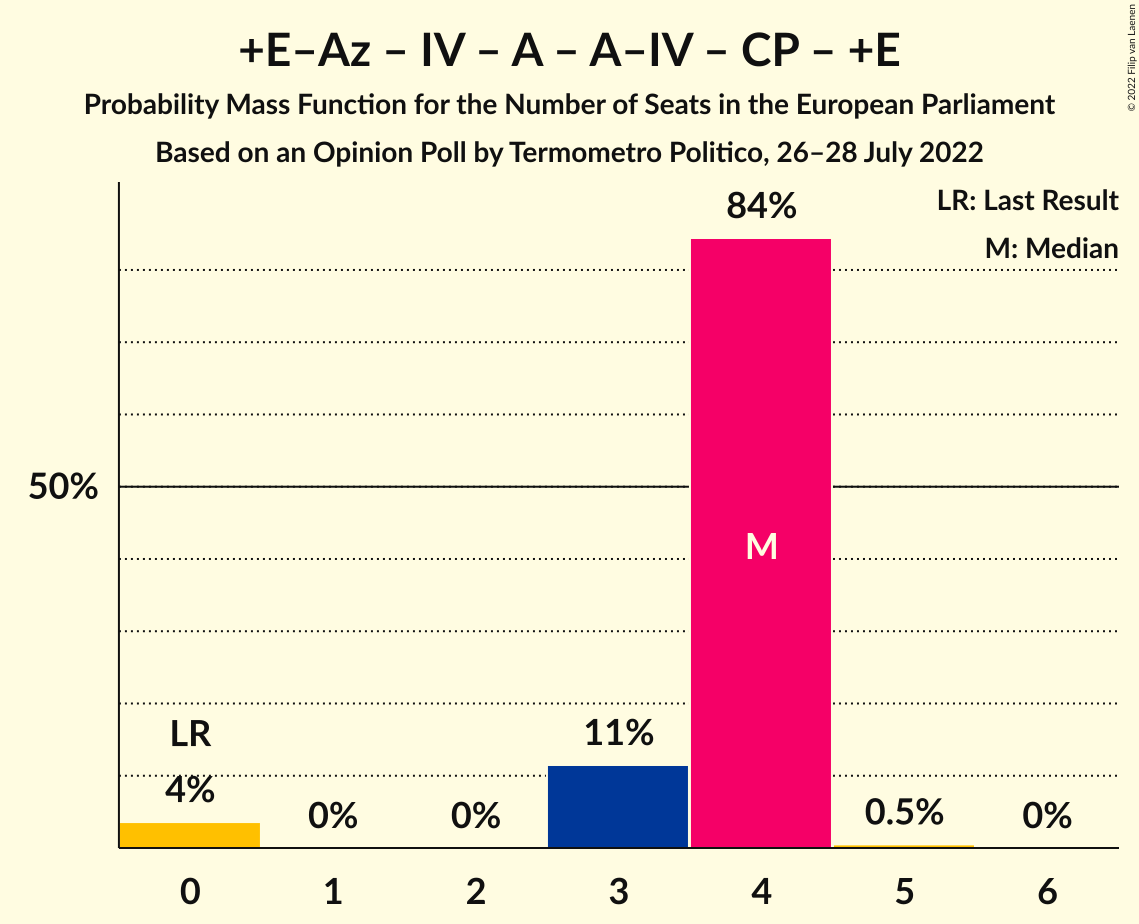 +E–Az – IV – A – A–IV – CP – +E
Probability Mass Function for the Number of Seats in the European Parliament
Based on an Opinion Poll by Termometro Politico, 26–28 July 2022
© 2022 Filip van Laenen
LR: Last Result
M: Median
84%
50%
M
LR
4%
0%
0%
11%
0.5%
0%
0 1 2 3 4 5 6